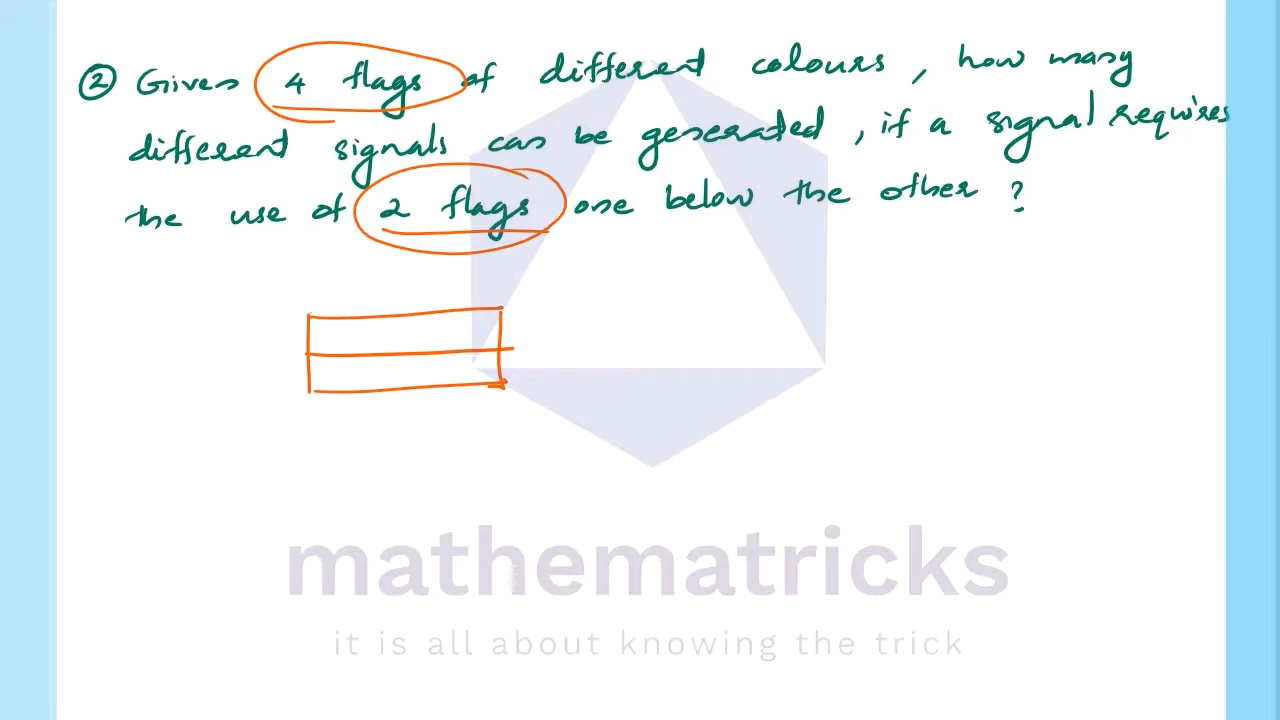 ② Given 4 flags of different colours, how many
different signals can be generated, if a signal requires
the use of 2 flags one below the other ?
mathematricks
it is all about knowing the trick